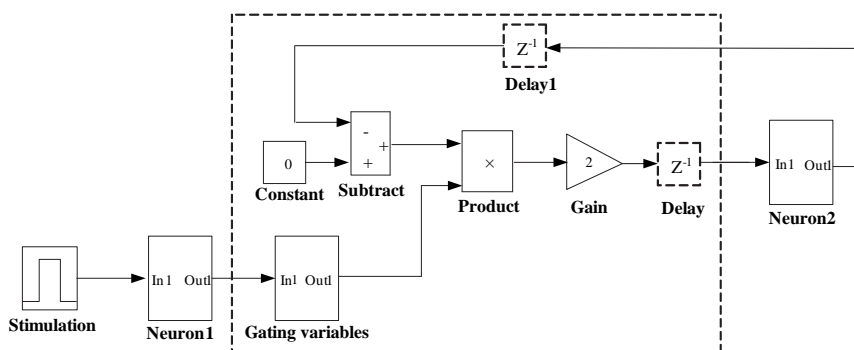 Z-1
Delay1
-
+
+
0
Constant
Subtract
×
Product
2
Gain
Z-1
Delay
In1 Out1
Neuron2
Stimulation
In1 Out1
Neuron1
In1 Out1
Gating variables